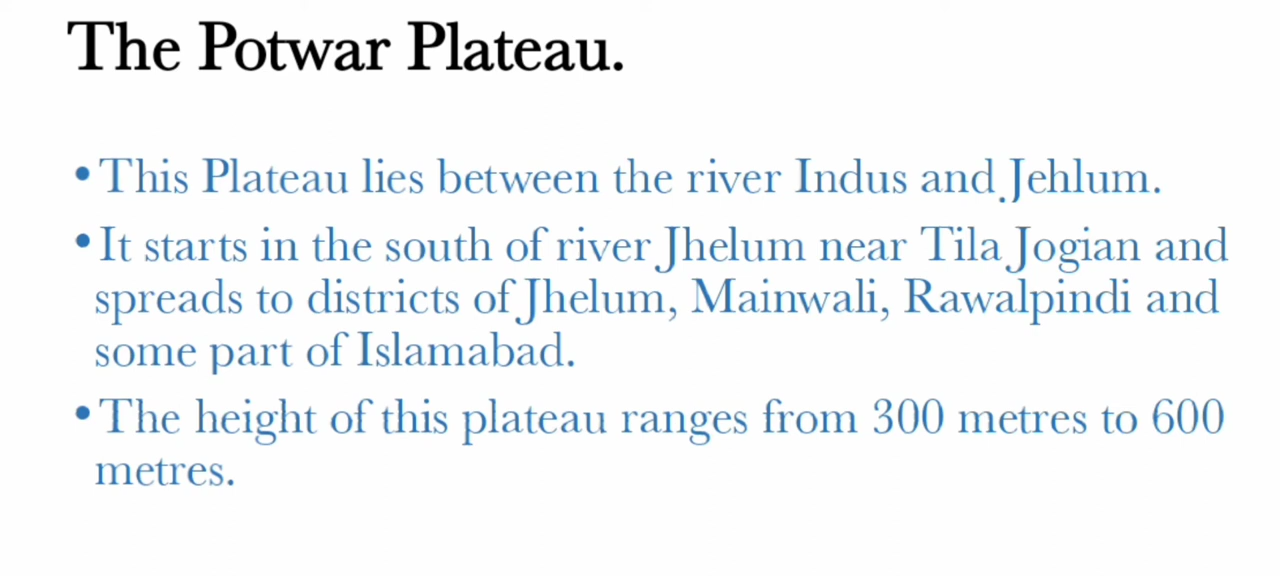 The Potwar Plateau.
•This Plateau lies between the river Indus and Jehlum.
•It starts in the south of river Jhelum near Tila Jogian and
spreads to districts of Jhelum, Mainwali, Rawalpindi and
some part of Islamabad.
•The height of this plateau ranges from 300 metres to 600
metres.